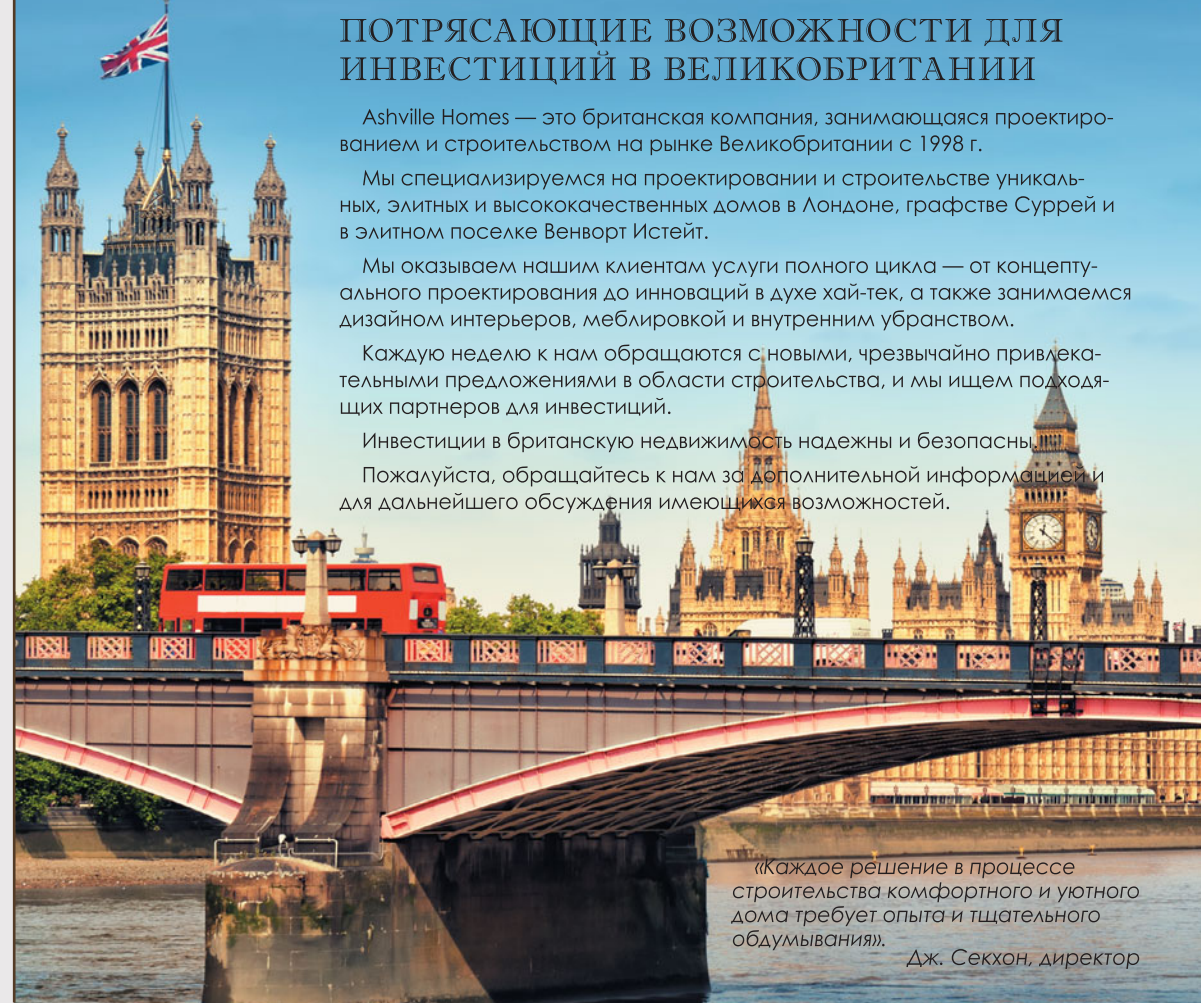 ПОТРЯСАЮЩИЕ ВОЗМОЖНОСТИ ДЛЯ
ИНВЕСТИЦИЙ В ВЕЛИКОБРИТАНИИ
Ashville Homes — это британская компания, занимающаяся проектиро-
ванием и строительством на рынке Великобритании с 1998 г.
Мы специализируемся на проектировании и строительстве уникаль-
ных, элитных и высококачественных домов в Лондоне, графстве Суррей и
в элитном поселке Венворт Истейт.
Мы оказываем нашим клиентам услуги полного цикла — от концепту-
ального проектирования до инноваций в духе хай-тек, а также занимаемся
дизайном интерьеров, меблировкой и внутренним убранством.
Каждую неделю к нам обращаются с новыми, чрезвычайно привлека-
тельными предложениями в области строительства, и мы ищем подходя-
щих партнеров для инвестиций.
Инвестиции в британскую недвижимость надежны и безопасны.
Пожалуйста, обращайтесь к нам за дополнительной информацией и
для дальнейшего обсуждения имеющихся возможностей.
«Каждое решение в процессе
строительства комфортного и уютного
дома требует опыта и тщательного
обдумывания».
Дж. Секхон, директор